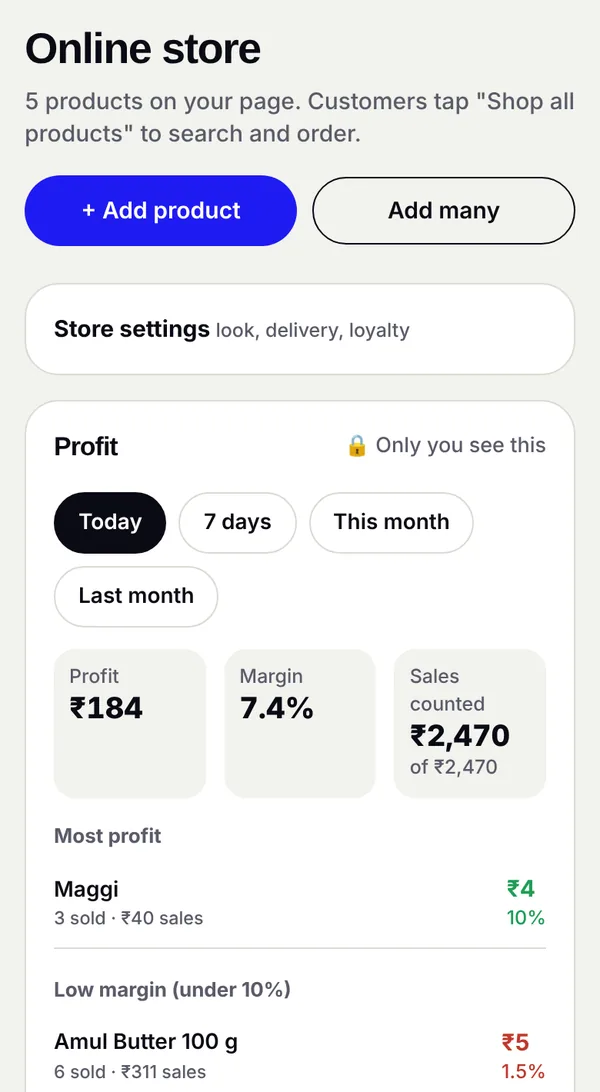 Online store
5 products on your page. Customers tap "Shop all
products" to search and order.
+ Add product
Add many
Store settings look, delivery, loyalty
Profit
🔒 Only you see this
Today
7 days
This month
Last month
Profit
₹184
Margin
7.4%
Sales
counted
₹2,470
of ₹2,470
Most profit
Maggi
₹4
3 sold · ₹40 sales
10%
Low margin (under 10%)
Amul Butter 100 g
₹5
6 sold · ₹311 sales
1.5%